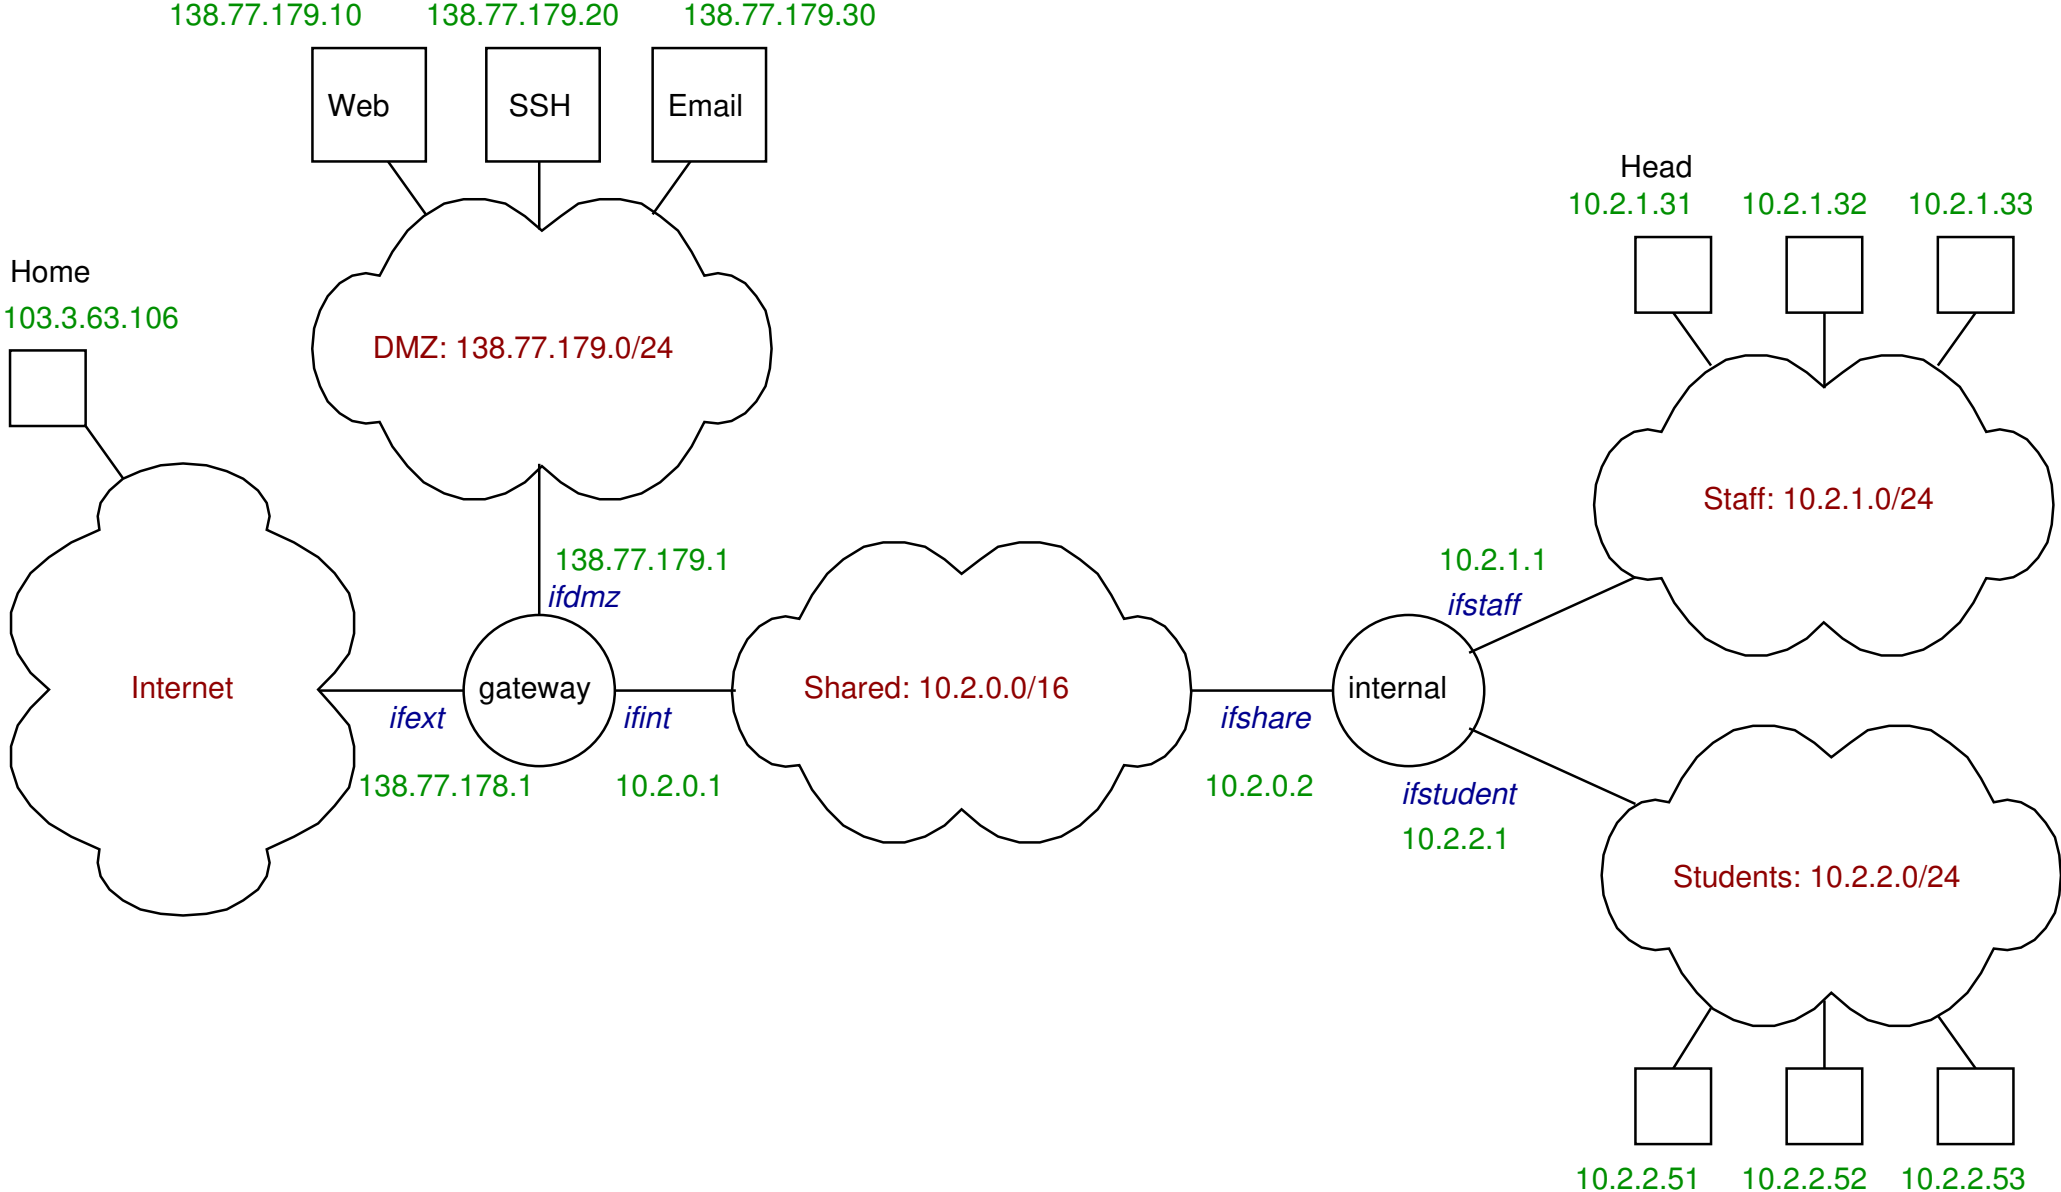 138.77.179.10
138.77.179.20
138.77.179.30
Web
SSH
Email
Head
10.2.1.31
10.2.1.32
10.2.1.33
Home
103.3.63.106
DMZ: 138.77.179.0/24
Staff: 10.2.1.0/24
138.77.179.1
ifdmz
10.2.1.1
ifstaff
Internet
gateway
Shared: 10.2.0.0/16
internal
ifext
ifint
ifshare
138.77.178.1
10.2.0.1
10.2.0.2
ifstudent
10.2.2.1
Students: 10.2.2.0/24
10.2.2.51
10.2.2.52
10.2.2.53